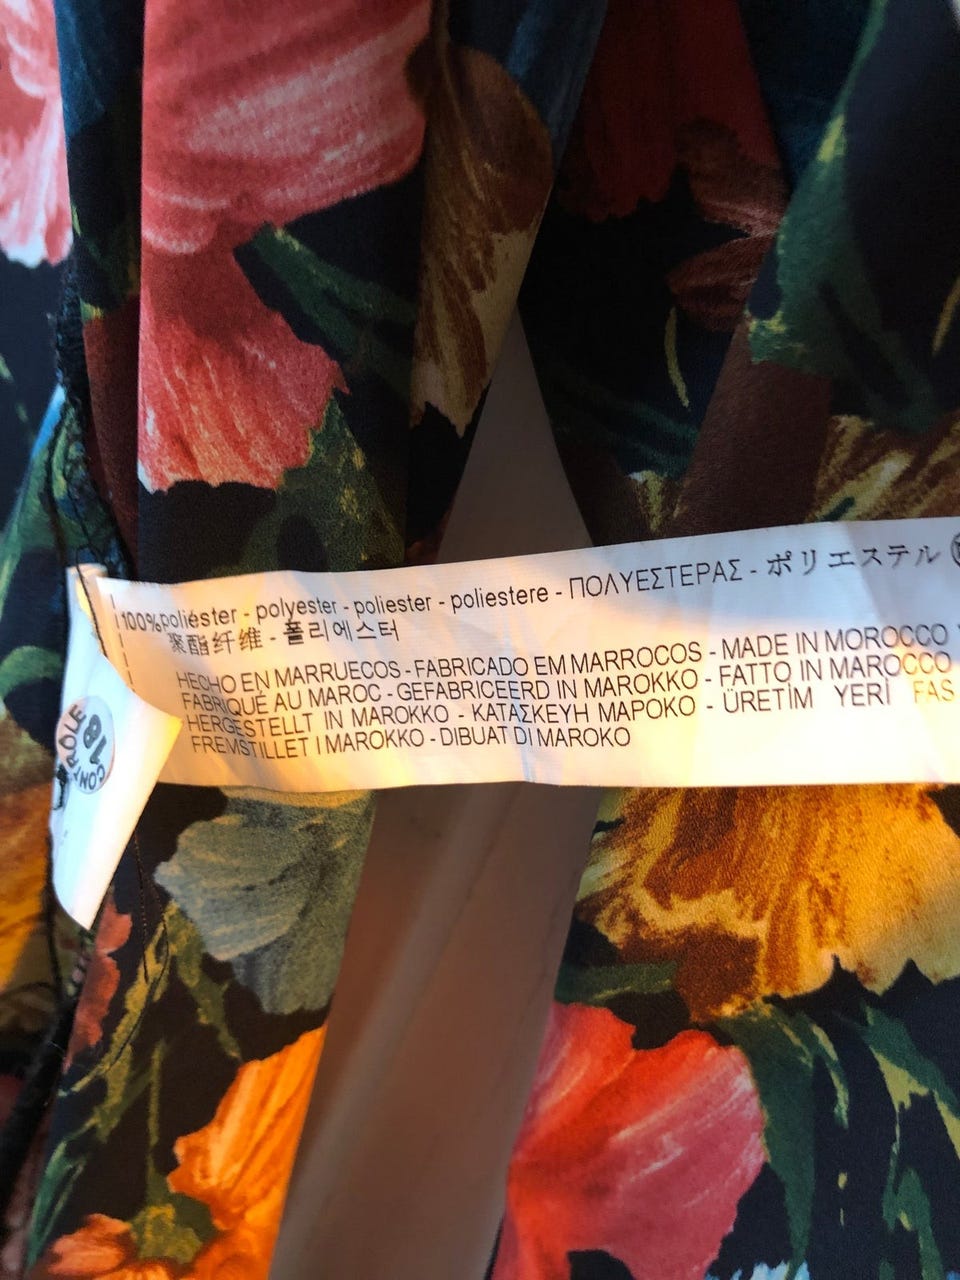 100%poliéster - polyester - poliester - poliestere - ΠΟΛΥΕΣΤΕΡΑΣ - ポリエステル
聚酯纤维 - 폴리에스터
HECHO EN MARRUECOS - FABRICADO EM MARROCOS - MADE IN MOROCCO
FABRIQUÉ AU MAROC - GEFABRICEERD IN MAROKKO - FATTO IN MAROCCO
HERGESTELLT IN MAROKKO - ΚΑΤΑΣΚΕΥΗ ΜΑΡΟΚΟ - ÜRETİM YERİ FAS
FREMSTILLET I MAROKKO - DIBUAT DI MAROKO
CONTROLE
18